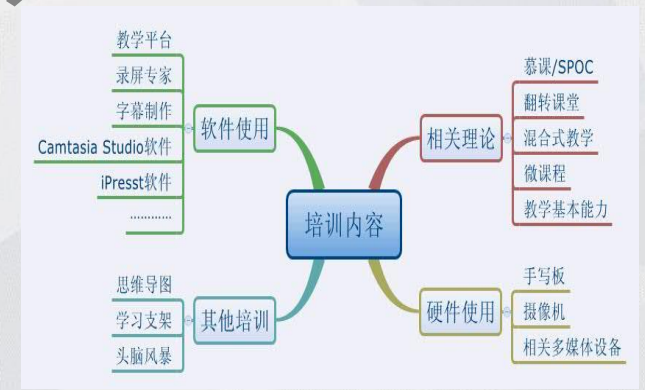 教学平台
录屏专家
字幕制作
Camtasia Studio软件
iPresst软件
…………
软件使用
思维导图
学习支架
头脑风暴
其他培训
培训内容
相关理论
慕课/SPOC
翻转课堂
混合式教学
微课程
教学基本能力
硬件使用
手写板
摄像机
相关多媒体设备